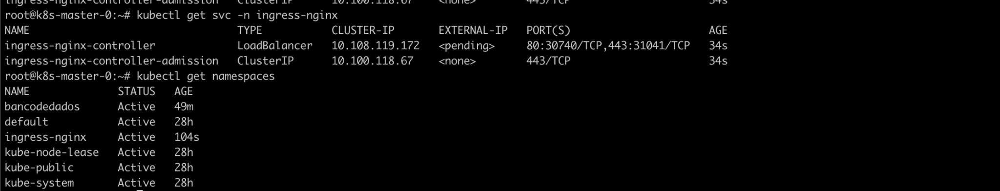 ingress-nginx-controller-admission   ClusterIP      10.100.118.67    <none>        443/TCP                      34s
root@k8s-master-0:~# kubectl get svc -n ingress-nginx
NAME                                 TYPE           CLUSTER-IP       EXTERNAL-IP   PORT(S)                      AGE
ingress-nginx-controller             LoadBalancer   10.108.119.172   <pending>     80:30740/TCP,443:31041/TCP   34s
ingress-nginx-controller-admission   ClusterIP      10.100.118.67    <none>        443/TCP                      34s
root@k8s-master-0:~# kubectl get namespaces
NAME              STATUS   AGE
bancodedados      Active   49m
default           Active   28h
ingress-nginx     Active   104s
kube-node-lease   Active   28h
kube-public       Active   28h
kube-system       Active   28h